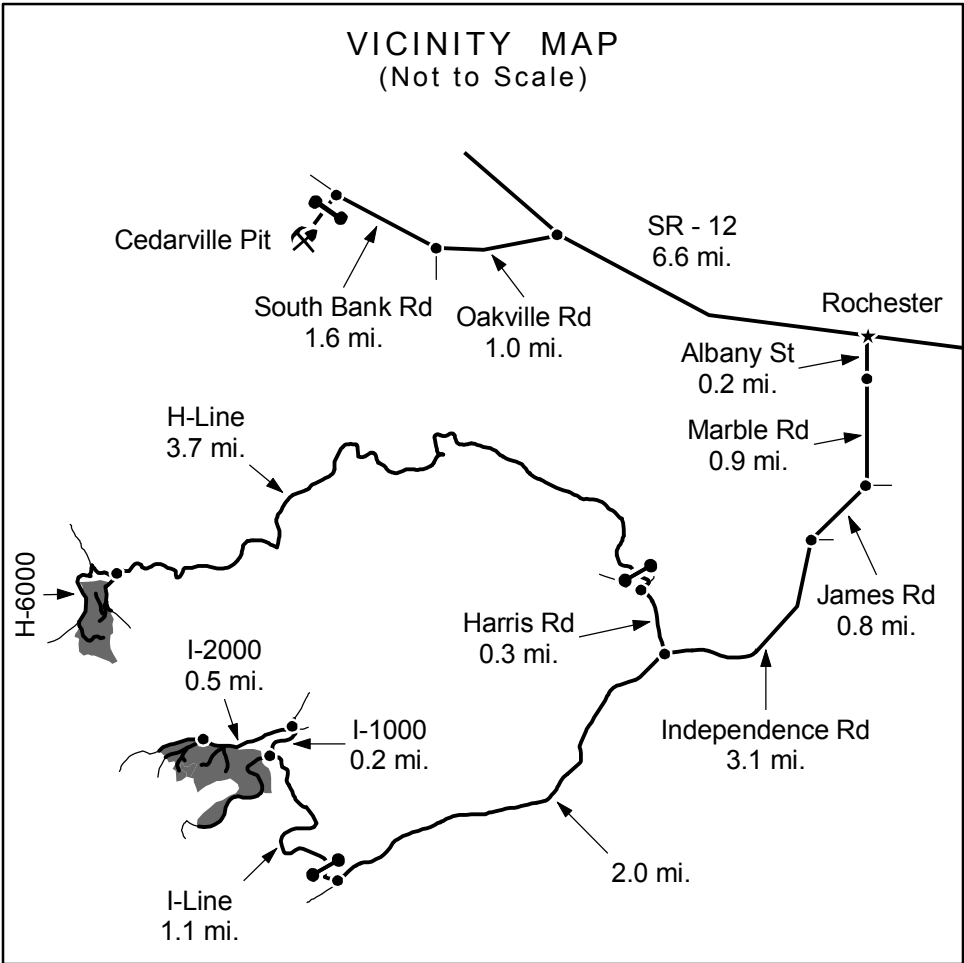 VICINITY MAP
(Not to Scale)
SR - 12
6.6 mi.
Cedarville Pit
South Bank Rd
1.6 mi.
Oakville Rd
1.0 mi.
Rochester
Albany St
0.2 mi.
H-Line
3.7 mi.
Marble Rd
0.9 mi.
H-6000
James Rd
0.8 mi.
Harris Rd
0.3 mi.
I-2000
0.5 mi.
I-1000
0.2 mi.
Independence Rd
3.1 mi.
2.0 mi.
I-Line
1.1 mi.